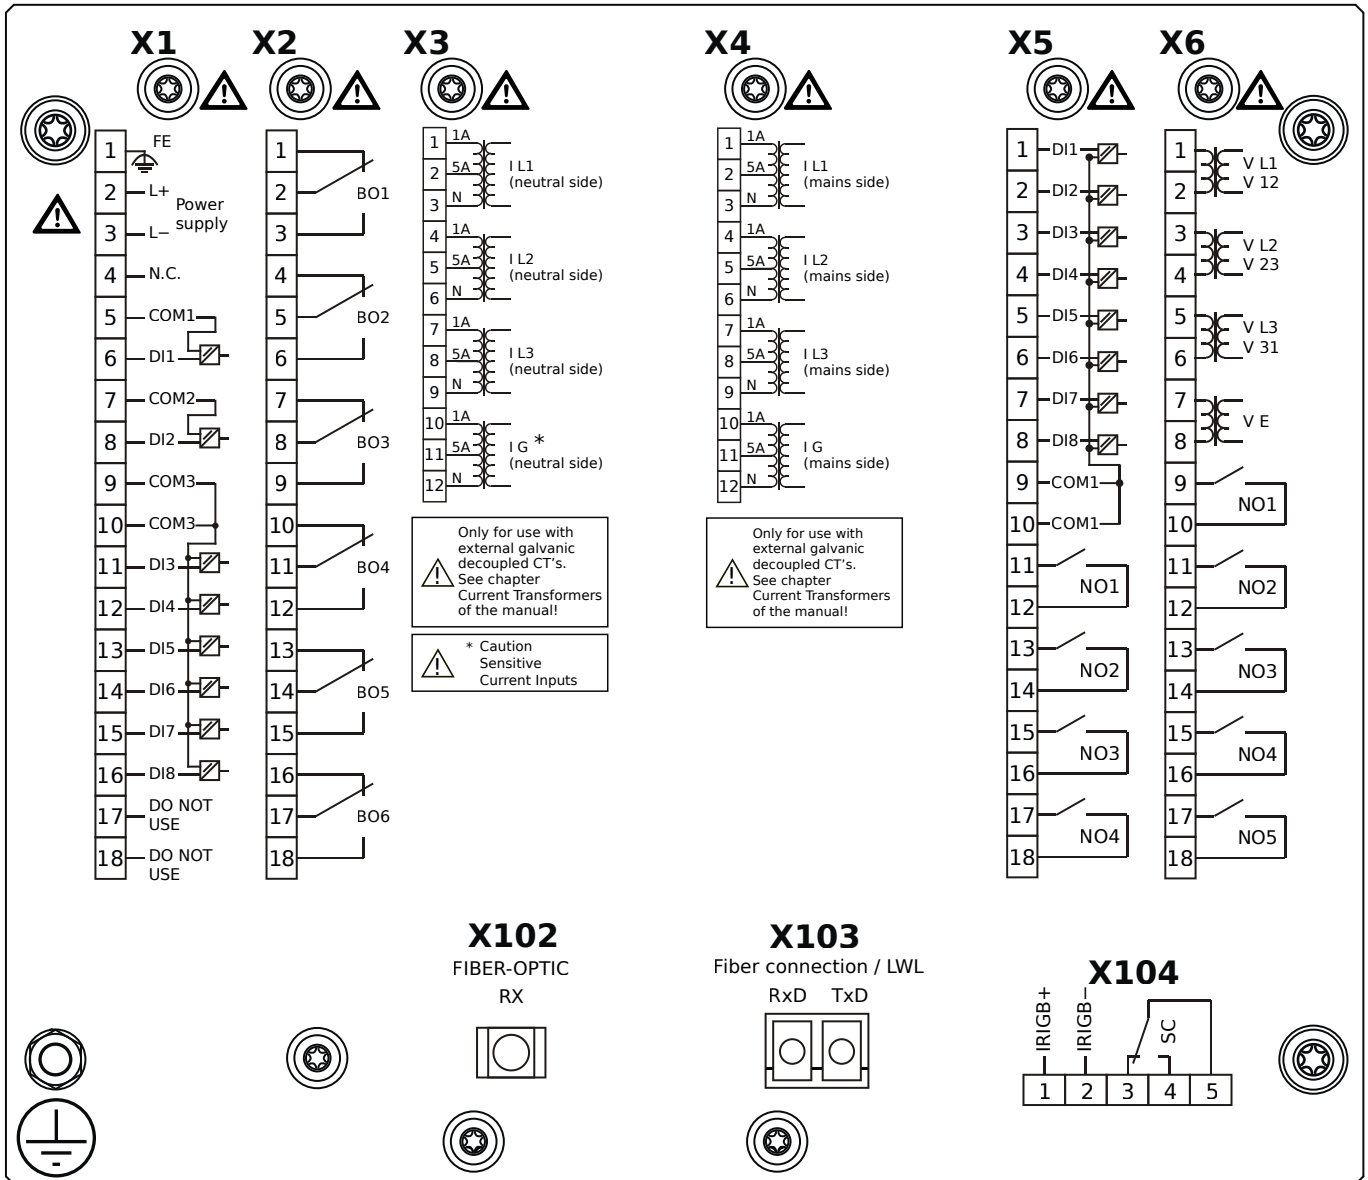 X1 X2 X3 X4 X5 X6
1 FE
2 L+
Power
supply
3 L−
4 N.C.
5 COM1
6 DI1
7 COM2
8 DI2
9 COM3
10 COM3
11 DI3
12 DI4
13 DI5
14 DI6
15 DI7
16 DI8
17 DO NOT
USE
18 DO NOT
USE
1
2 BO1
3
4
5 BO2
6
7
8 BO3
9
10
11 BO4
12
13
14 BO5
15
16
17 BO6
18
1 1A
2 5A I L1
(neutral side)
3 N
4 1A
5 5A I L2
(neutral side)
6 N
7 1A
8 5A I L3
(neutral side)
9 N
10 1A
11 5A I G *
(neutral side)
12 N
Only for use with
external galvanic
decoupled CT's.
See chapter
Current Transformers
of the manual!
* Caution
Sensitive
Current Inputs
1 1A
2 5A I L1
(mains side)
3 N
4 1A
5 5A I L2
(mains side)
6 N
7 1A
8 5A I L3
(mains side)
9 N
10 1A
11 5A I G
(mains side)
12 N
Only for use with
external galvanic
decoupled CT's.
See chapter
Current Transformers
of the manual!
1 DI1
2 DI2
3 DI3
4 DI4
5 DI5
6 DI6
7 DI7
8 DI8
9 COM1
10 COM1
11
NO1
12
13
NO2
14
15
NO3
16
17
NO4
18
1 V L1
2 V 12
3 V L2
4 V 23
5 V L3
6 V 31
7
V E
8
9
NO1
10
11
NO2
12
13
NO3
14
15
NO4
16
17
NO5
18
X102
FIBER-OPTIC
RX
X103
Fiber connection / LWL
RxD TxD
X104
IRIGB+
IRIGB−
SC
1 2 3 4 5